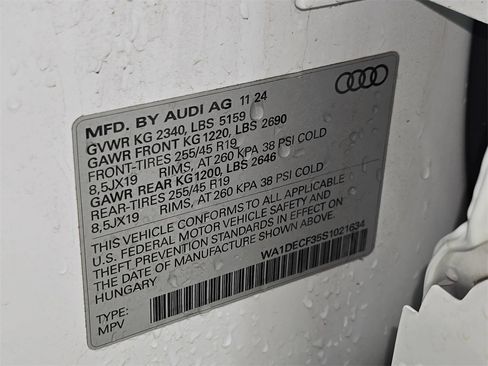 MFD. BY AUDI AG 11 24
GVWR KG 2340, LBS 5159
GAWR FRONT KG 1220, LBS 2690
FRONT-TIRES 255/45 R19
8,5JX19 RIMS, AT 260 KPA 38 PSI COLD
GAWR REAR KG 1200, LBS 2646
REAR-TIRES 255/45 R19
8,5JX19 RIMS, AT 260 KPA 38 PSI COLD
THIS VEHICLE CONFORMS TO ALL APPLICABLE
U.S. FEDERAL MOTOR VEHICLE SAFETY AND
THEFT PREVENTION STANDARDS IN EFFECT ON
THE DATE OF MANUFACTURE SHOWN ABOVE.
HUNGARY
WA1DECF35S1021634
TYPE:
MPV